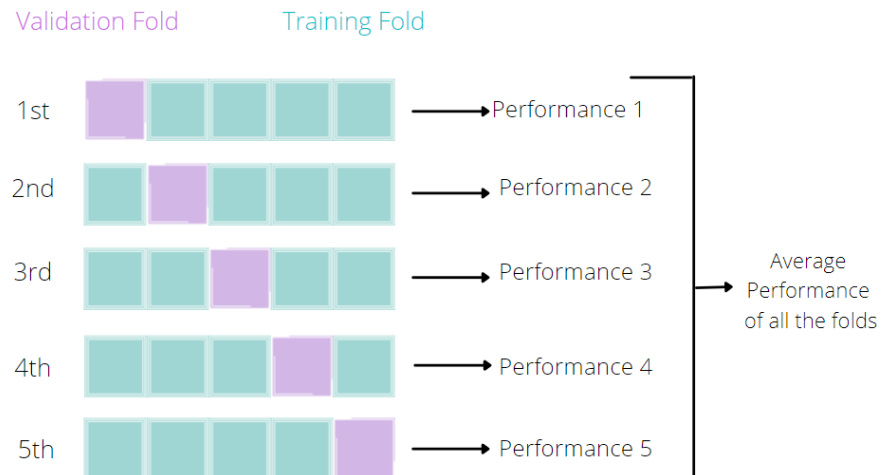 Validation Fold
Training Fold
1st
Performance 1
2nd
Performance 2
3rd
Performance 3
4th
Performance 4
5th
Performance 5
Average
Performance
of all the folds